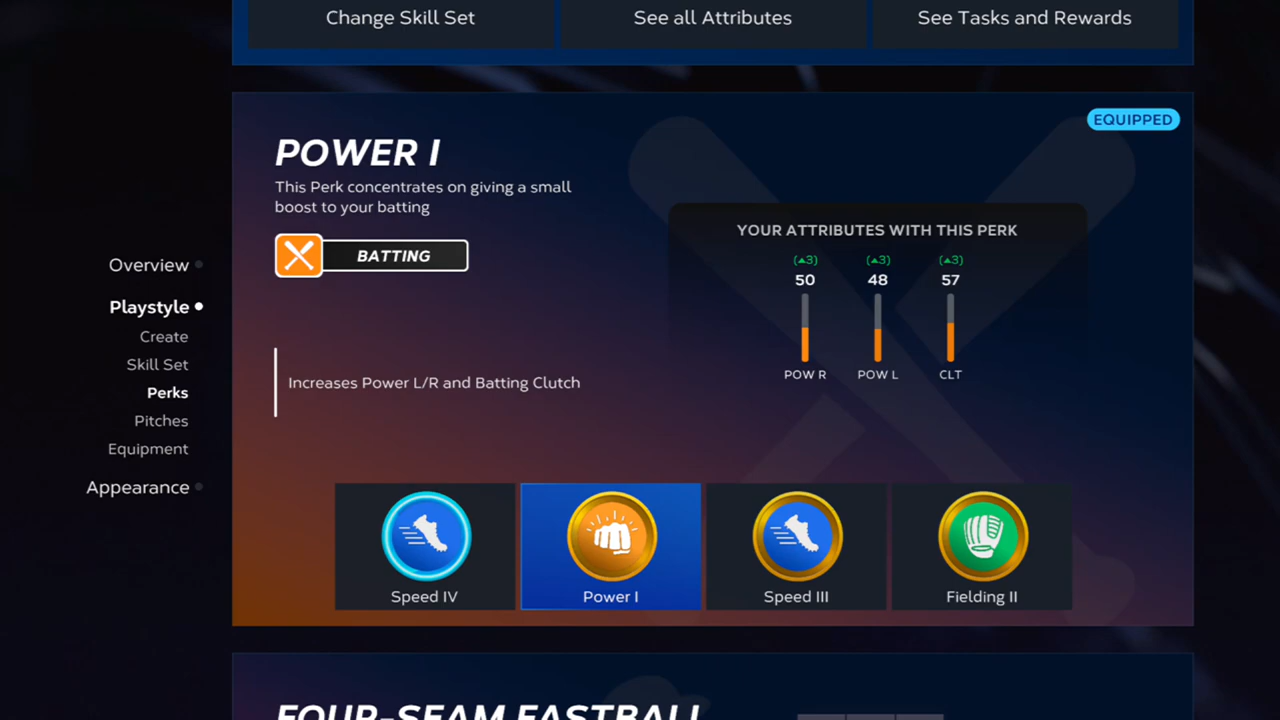 Change Skill Set
See all Attributes
See Tasks and Rewards
EQUIPPED
POWER I
This Perk concentrates on giving a small
boost to your batting
BATTING
YOUR ATTRIBUTES WITH THIS PERK
(▲3) (▲3) (▲3)
50 48 57
POW R POW L CLT
Increases Power L/R and Batting Clutch
Overview
Playstyle
Create
Skill Set
Perks
Pitches
Equipment
Appearance
Speed IV
Power I
Speed III
Fielding II
FOUR-SEAM FASTBALL